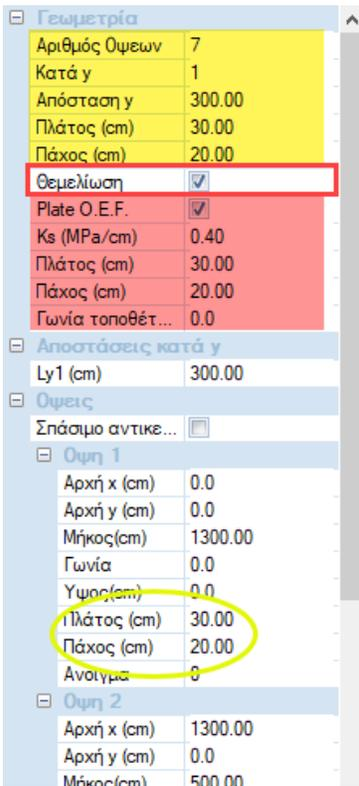 Γεωμετρία
Αριθμός Οψεων 7
Κατά y 1
Απόσταση y 300.00
Πλάτος (cm) 30.00
Πάχος (cm) 20.00
Θεμελίωση
Plate Ο.Ε.F. 
Ks (MPa/cm) 0.40
Πλάτος (cm) 30.00
Πάχος (cm) 20.00
Γωνία τοποθέτ... 0.0
Αποστάσεις κατά y
Ly1 (cm) 300.00
Οψεις
Σπάσιμο αντικε...
Οψη 1
Αρχή x (cm) 0.0
Αρχή y (cm) 0.0
Μήκος(cm) 1300.00
Γωνία 0.0
Υψος(cm) 0.0
Πλάτος (cm) 30.00
Πάχος (cm) 20.00
Ανοιγμα 0
Οψη 2
Αρχή x (cm) 1300.00
Αρχή y (cm) 0.0
Μήκος(cm) 500.00